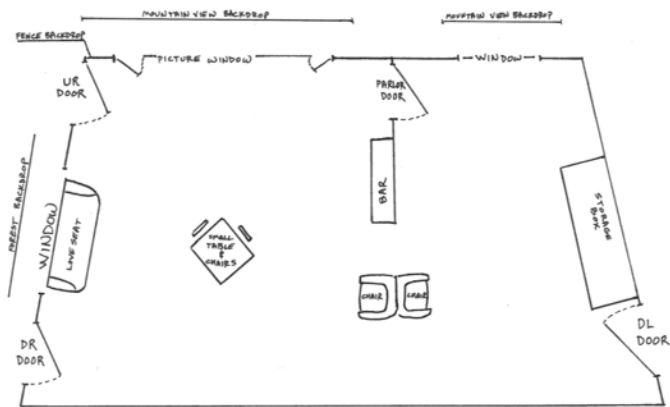 MOUNTAIN VIEW BACKDROP
MOUNTAIN VIEW BACKDROP
FENCE BACKDROP
PICTURE WINDOW
WINDOW
UR
DOOR
PARLOR
DOOR
FOREST BACKDROP
WINDOW
LOVE SEAT
SMALL
TABLE
&
CHAIRS
BAR
STORAGE
BOX
CHAIR
CHAIR
DR
DOOR
DL
DOOR